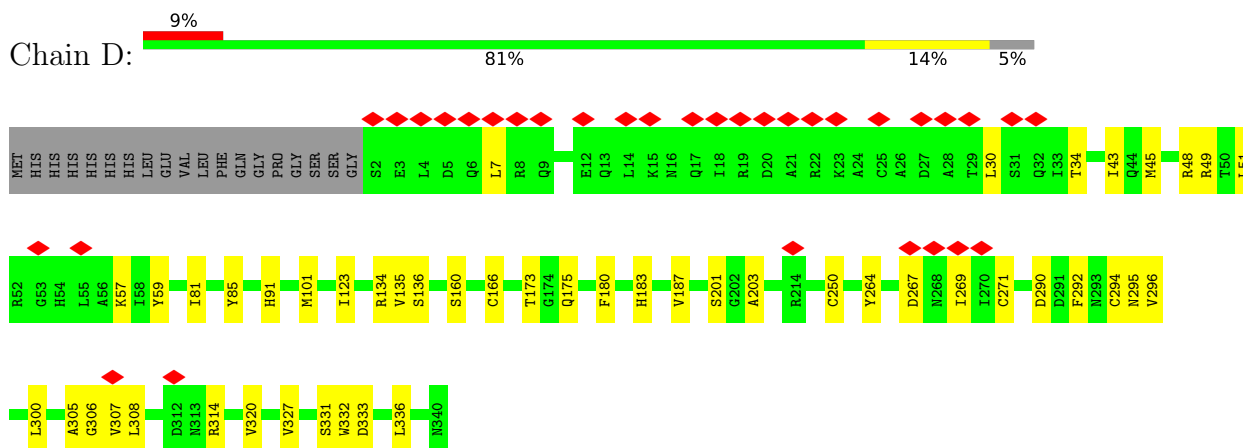 9%
Chain D:
81% 14% 5%
MET HIS HIS HIS HIS HIS HIS LEU GLU VAL LEU PHE GLN GLY PRO GLY SER SER GLY S2 E3 L4 D5 Q6 L7 R8 Q9 E12 Q13 L14 K15 N16 Q17 I18 R19 D20 A21 R22 K23 A24 C25 A26 D27 A28 T29 L30 S31 Q32 I33 T34 I43 Q44 M45 R48 R49 T50 L51
R52 G53 H54 L55 A56 K57 I58 Y59 I81 Y85 H91 M101 I123 R134 V135 S136 S160 C166 T173 G174 Q175 F180 H183 V187 S201 G202 A203 R214 C250 Y264 D267 N268 I269 I270 C271 D290 D291 F292 N293 C294 N295 V296
L300 A305 G306 V307 L308 D312 N313 R314 V320 V327 S331 W332 D333 L336 N340